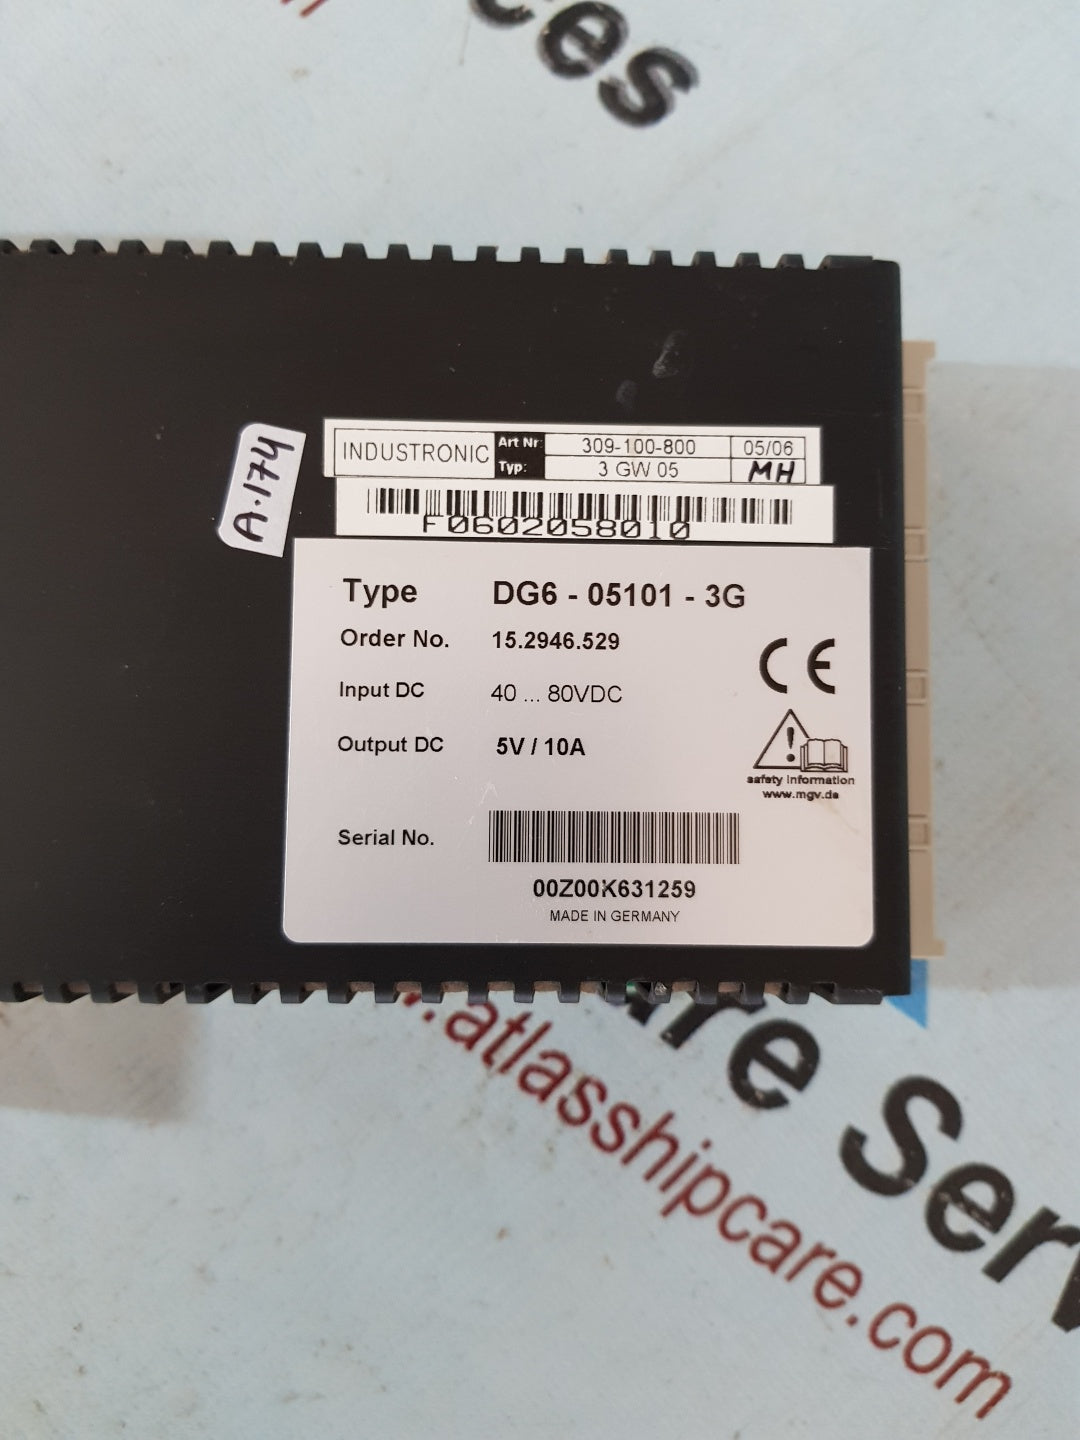 ces
INDUSTRONIC
Art Nr: 309-100-800 05/06
Typ: 3 GW 05 MH
A.174
F0602058010
Type DG6 - 05101 - 3G
Order No. 15.2946.529
CE
Input DC 40 ... 80VDC
Output DC 5V / 10A
safety information
www.mgv.de
Serial No.
00Z00K631259
MADE IN GERMANY
are Serv
.atlasshipcare.com